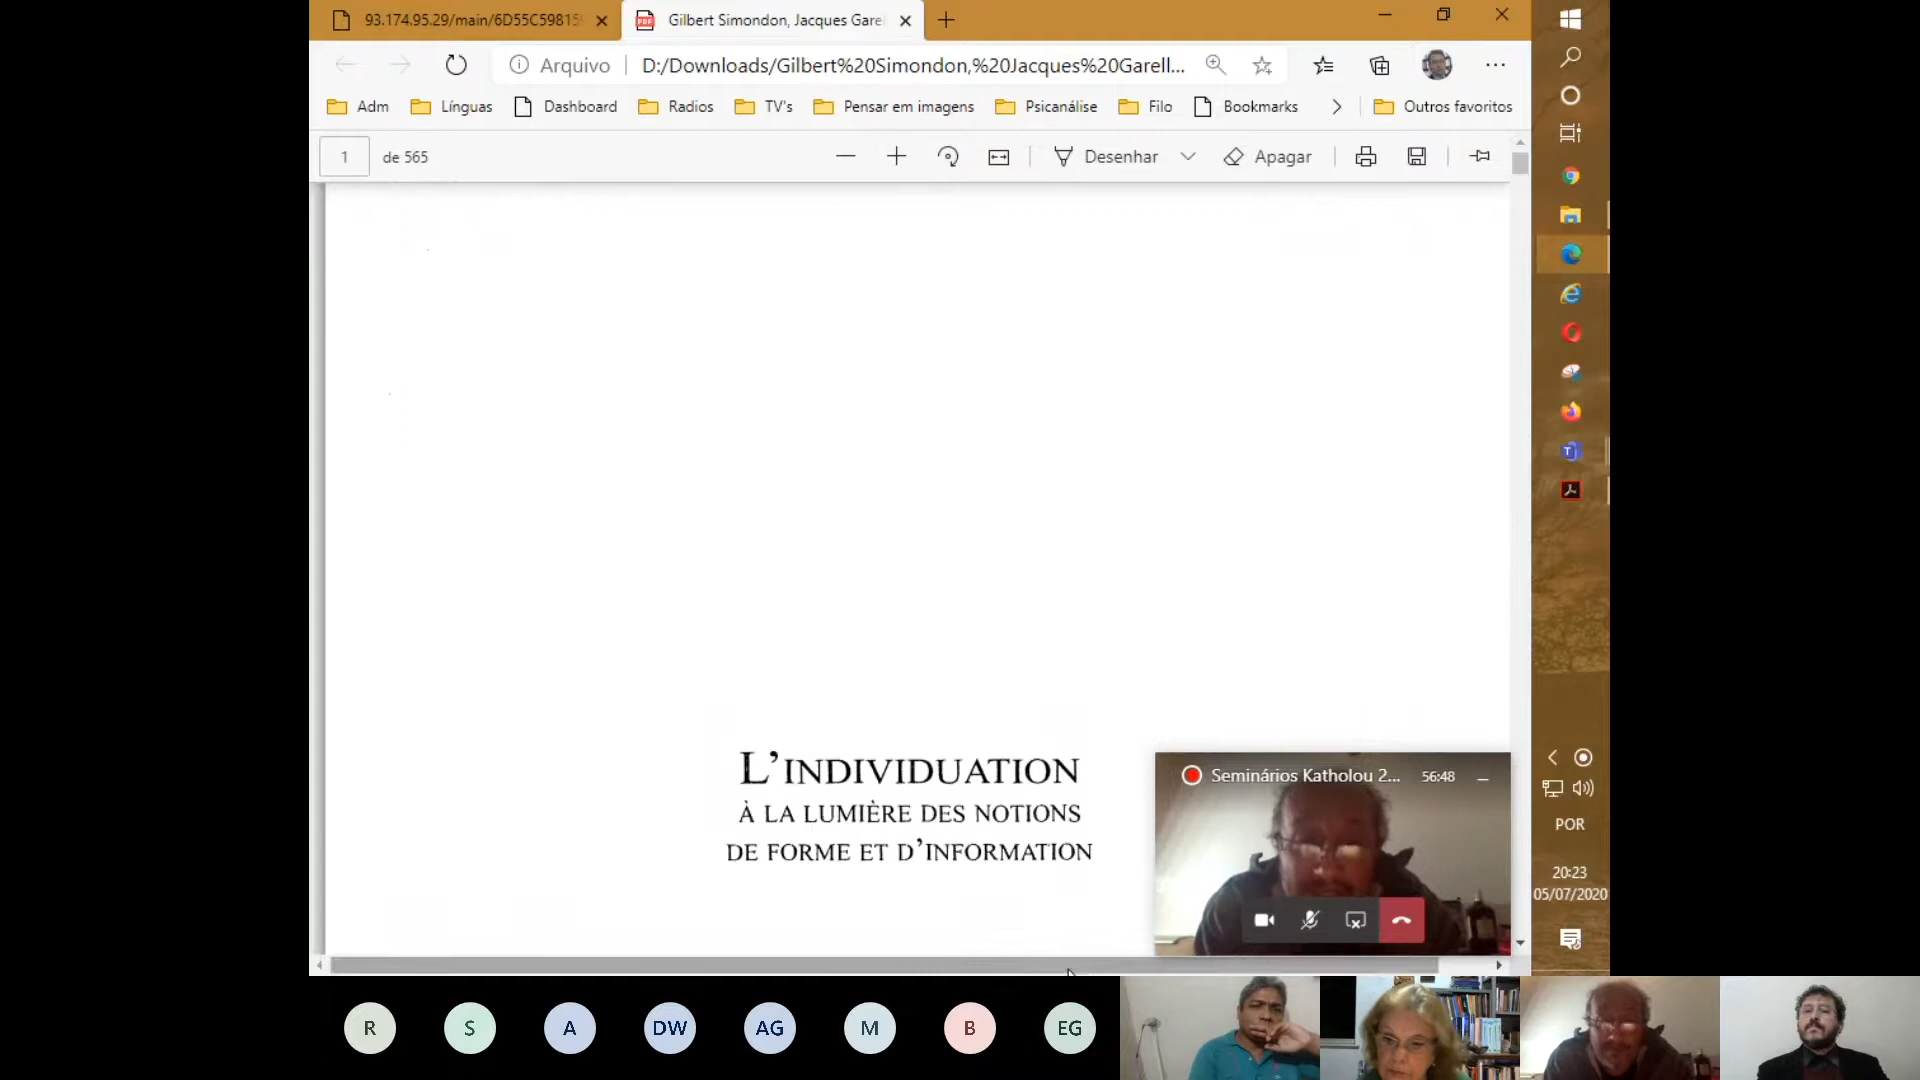 93.174.95.29/main/6D55C59815
Gilbert Simondon, Jacques Garel
Arquivo
D:/Downloads/Gilbert%20Simondon,%20Jacques%20Garell...
Adm
Línguas
Dashboard
Radios
TV's
Pensar em imagens
Psicanálise
Filo
Bookmarks
Outros favoritos
1
de 565
Desenhar
Apagar
L'INDIVIDUATION
À LA LUMIÈRE DES NOTIONS
DE FORME ET D'INFORMATION
Seminários Katholou 2...
56:48
POR
20:23
05/07/2020
R
S
A
DW
AG
M
B
EG